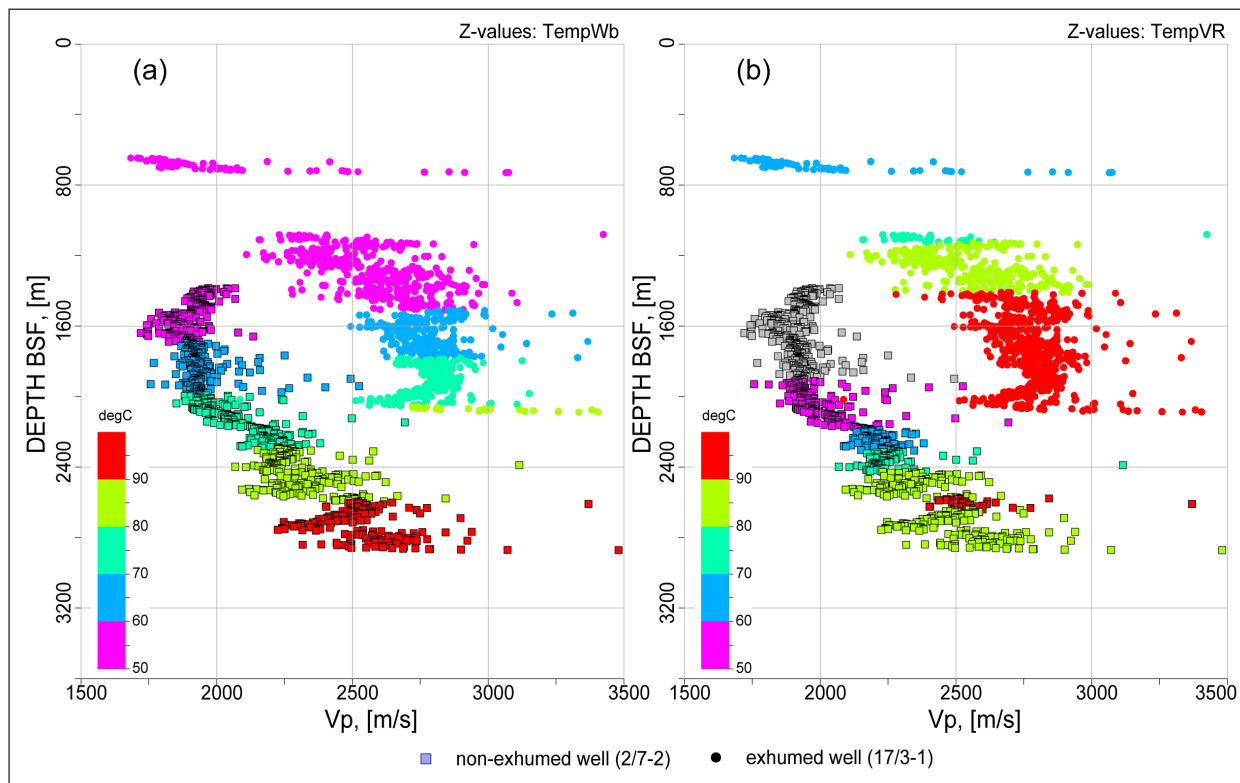 Z-values: TempWb
(a)
0
800
1600
2400
3200
DEPTH BSF, [m]
degC
90
80
70
60
50
1500
2000
2500
3000
3500
Vp, [m/s]
Z-values: TempVR
(b)
0
800
1600
2400
3200
DEPTH BSF, [m]
degC
90
80
70
60
50
1500
2000
2500
3000
3500
Vp, [m/s]
non-exhumed well (2/7-2)
exhumed well (17/3-1)